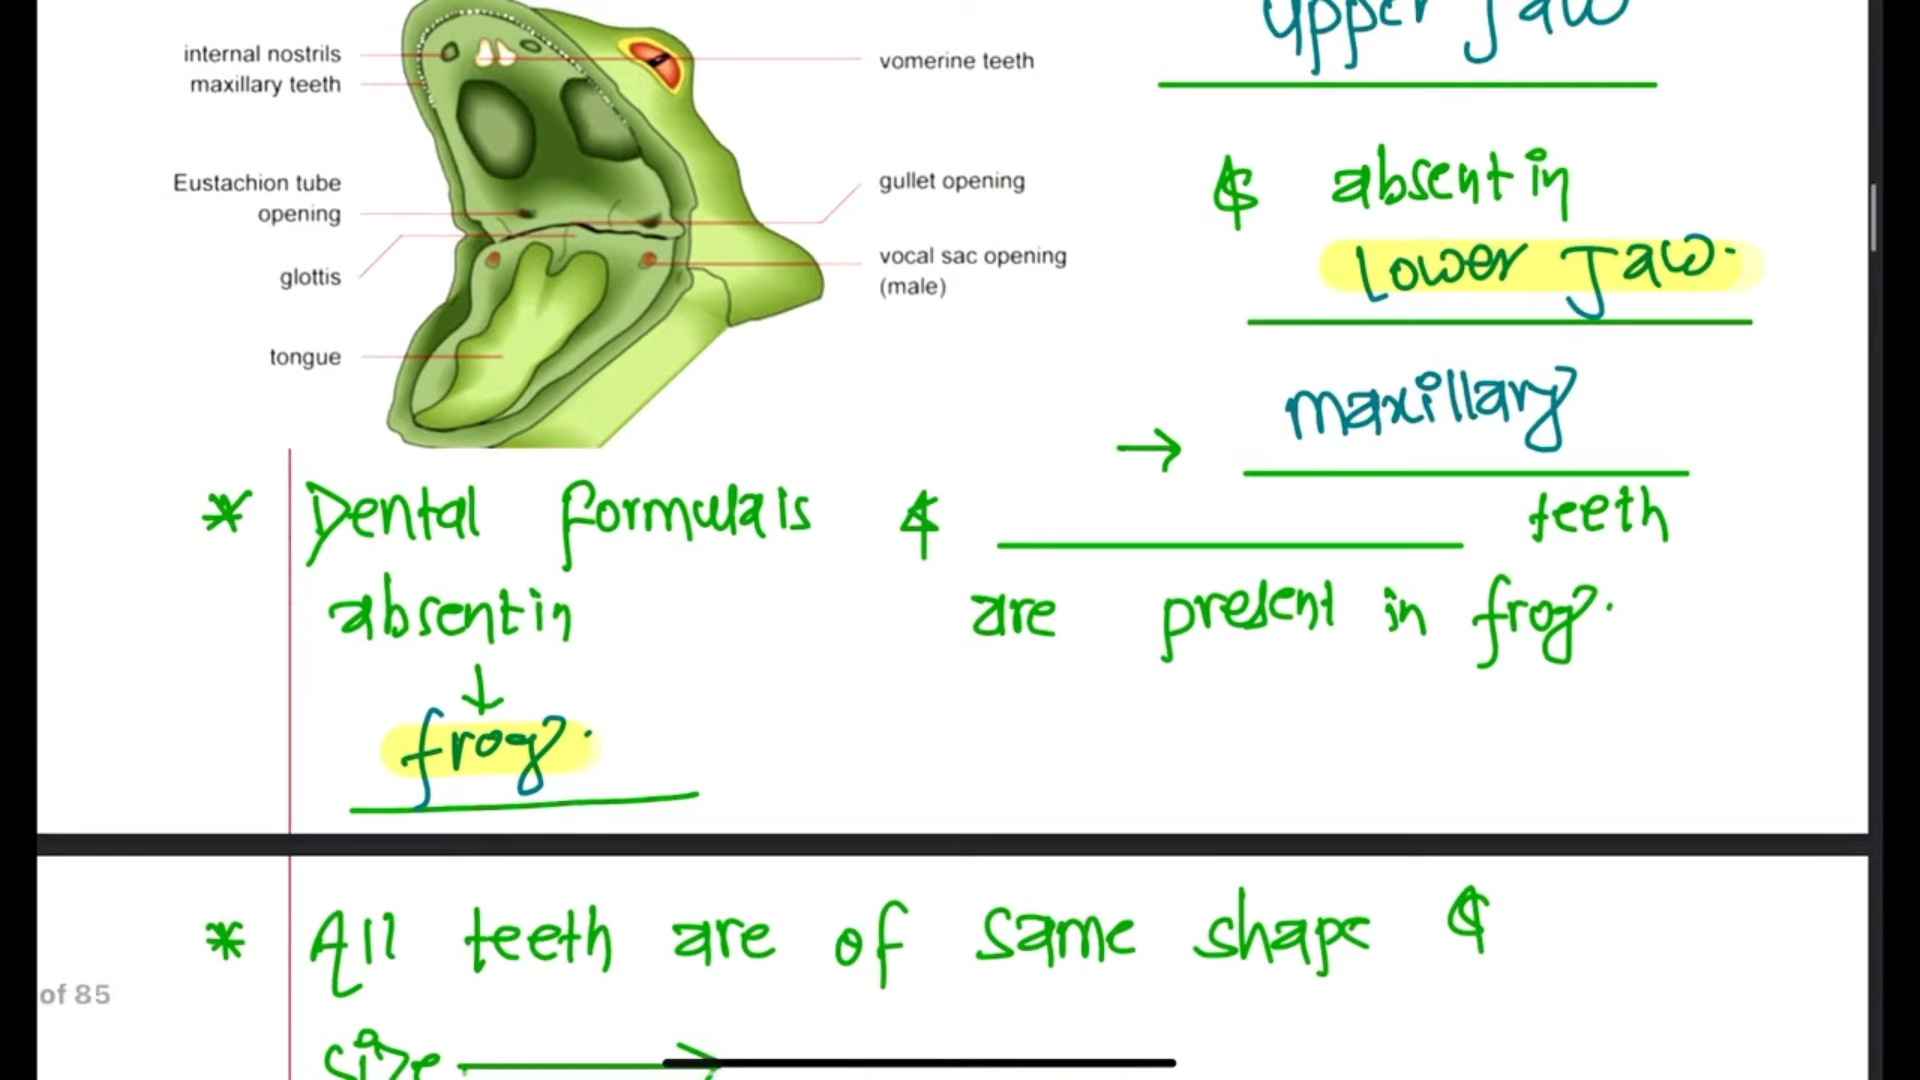 internal nostrils
maxillary teeth
Eustachion tube
opening
glottis
tongue
vomerine teeth
gullet opening
vocal sac opening
(male)
upper Jaw
& absent in
Lower Jaw.
→ maxillary
& teeth
are present in frog.
* Dental formula is
absent in
↓
frog.
* All teeth are of same shape &
size →
of 85